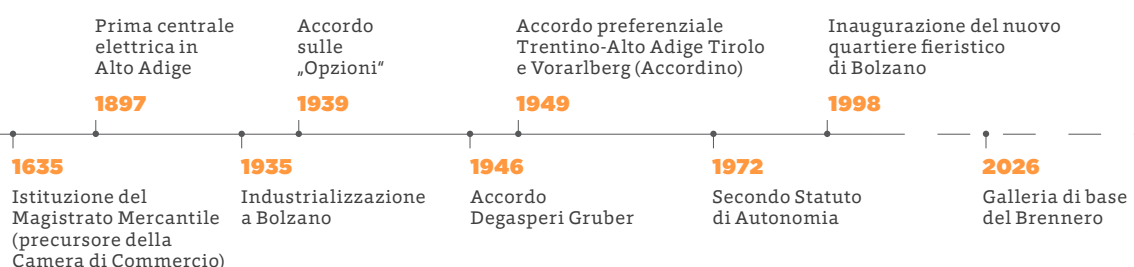 Prima centrale
elettrica in
Alto Adige
1897
Accordo
sulle
„Opzioni“
1939
Accordo preferenziale
Trentino-Alto Adige Tirolo
e Vorarlberg (Accordino)
1949
Inaugurazione del nuovo
quartiere fieristico
di Bolzano
1998
1635
Istituzione del
Magistrato Mercantile
(precursore della
Camera di Commercio)
1935
Industrializzazione
a Bolzano
1946
Accordo
Degasperi Gruber
1972
Secondo Statuto
di Autonomia
2026
Galleria di base
del Brennero